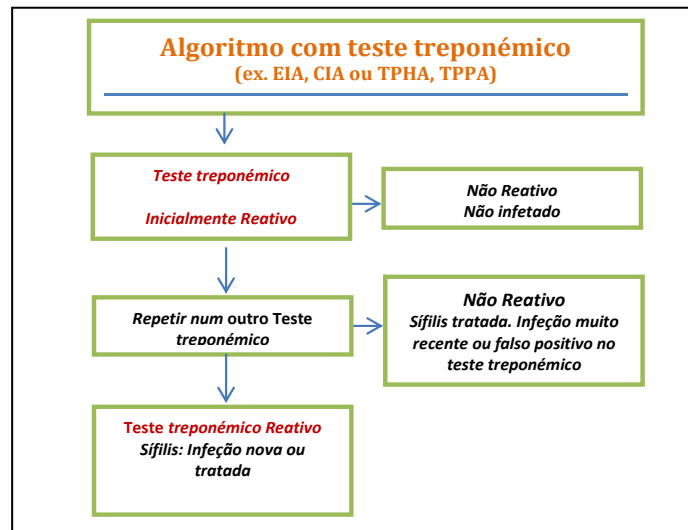 Algoritmo com teste treponémico
(ex. EIA, CIA ou TPHA, TPPA)
Teste treponémico
Inicialmente Reativo
Não Reativo
Não infetado
Repetir num outro Teste
treponémico
Não Reativo
Sífilis tratada. Infeção muito
recente ou falso positivo no
teste treponémico
Teste treponémico Reativo
Sífilis: Infeção nova ou
tratada